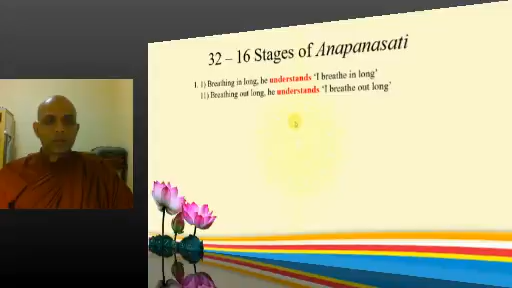 32 – 16 Stages of Anapanasati
I. 1) Breathing in long, he understands ‘I breathe in long’
11) Breathing out long, he understands ‘I breathe out long’